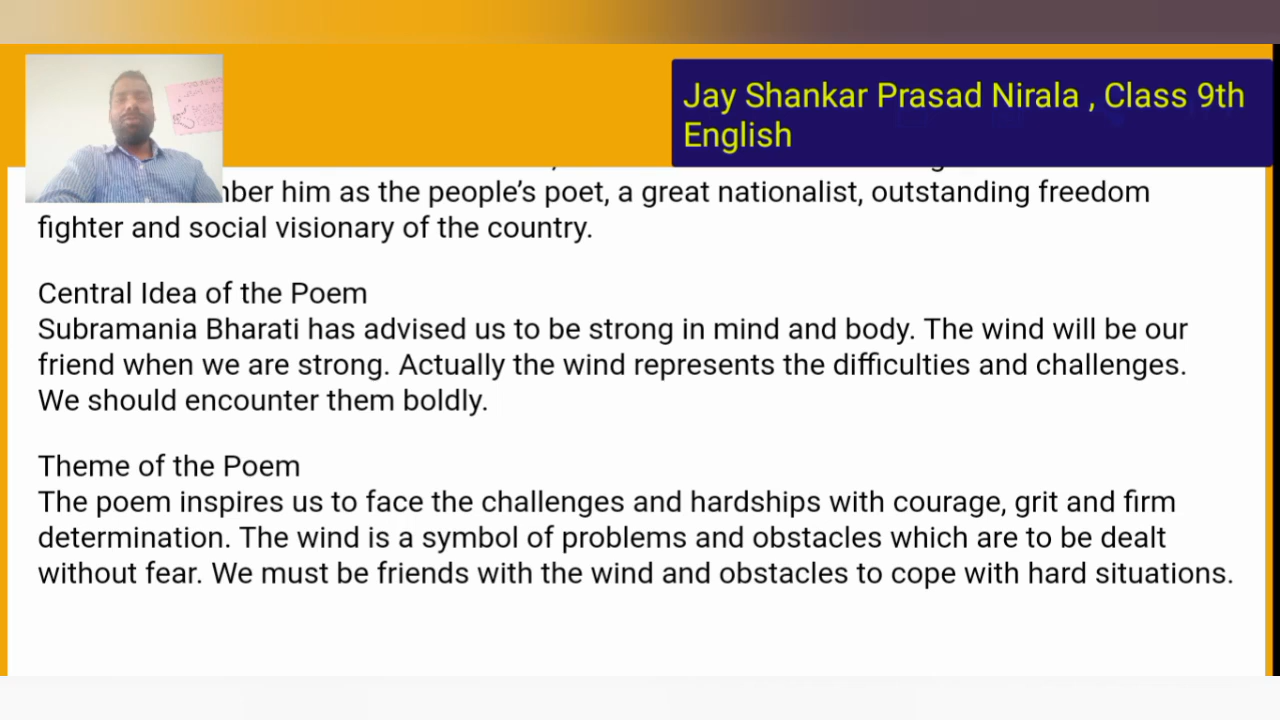 Jay Shankar Prasad Nirala , Class 9th
English
him as the people's poet, a great nationalist, outstanding freedom
fighter and social visionary of the country.
Central Idea of the Poem
Subramania Bharati has advised us to be strong in mind and body. The wind will be our
friend when we are strong. Actually the wind represents the difficulties and challenges.
We should encounter them boldly.
Theme of the Poem
The poem inspires us to face the challenges and hardships with courage, grit and firm
determination. The wind is a symbol of problems and obstacles which are to be dealt
without fear. We must be friends with the wind and obstacles to cope with hard situations.